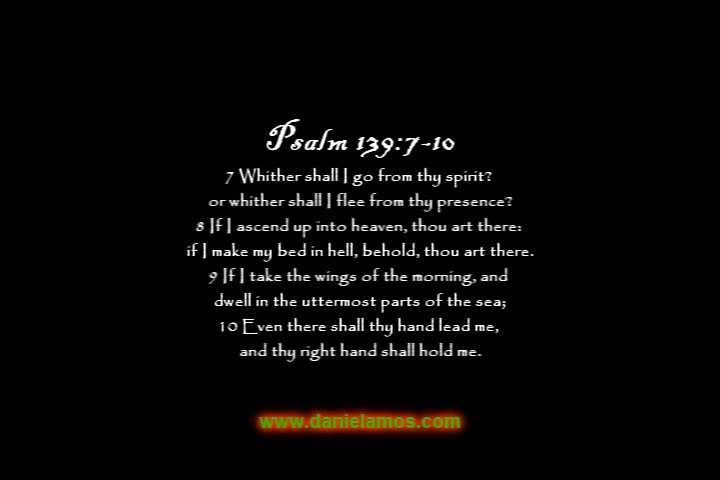 Psalm 139:7-10
7 Whither shall I go from thy spirit?
or whither shall I flee from thy presence?
8 If I ascend up into heaven, thou art there:
if I make my bed in hell, behold, thou art there.
9 If I take the wings of the morning, and
dwell in the uttermost parts of the sea;
10 Even there shall thy hand lead me,
and thy right hand shall hold me.
www.danielamos.com